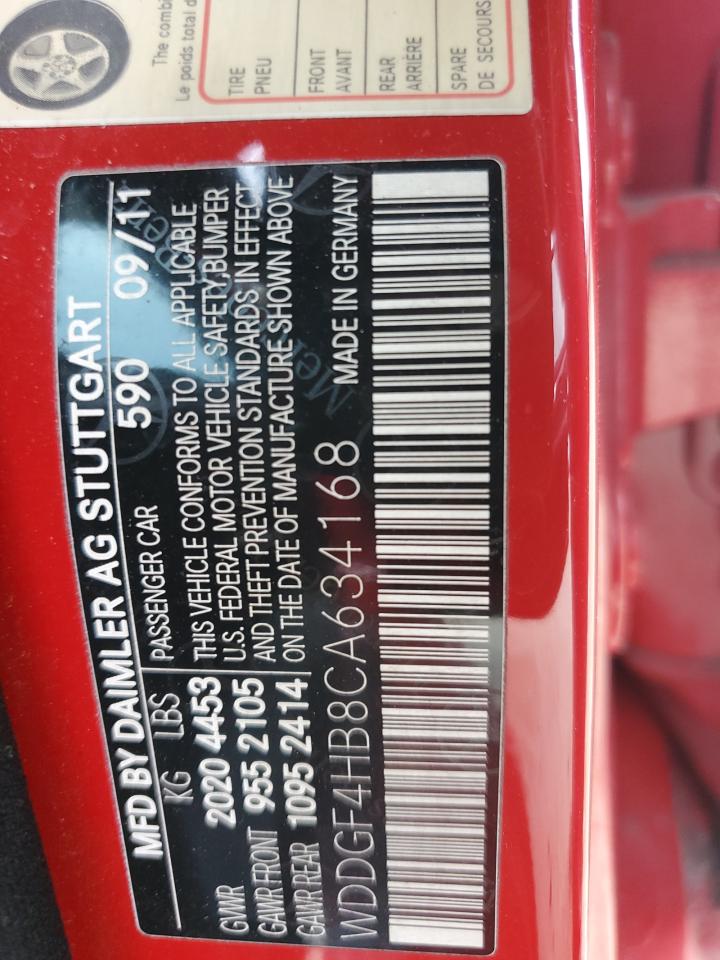 The combi
Le poids total d
TIRE
PNEU
FRONT
AVANT
REAR
ARRIÈRE
SPARE
DE SECOURS
MFD BY DAIMLER AG STUTTGART
KG LBS PASSENGER CAR 590 09/11
GVWR 2020 4453
GAWR FRONT 955 2105
GAWR REAR 1095 2414
THIS VEHICLE CONFORMS TO ALL APPLICABLE
U.S. FEDERAL MOTOR VEHICLE SAFETY,BUMPER
AND THEFT PREVENTION STANDARDS IN EFFECT
ON THE DATE OF MANUFACTURE SHOWN ABOVE
WDDGF4HB8CA634168 MADE IN GERMANY